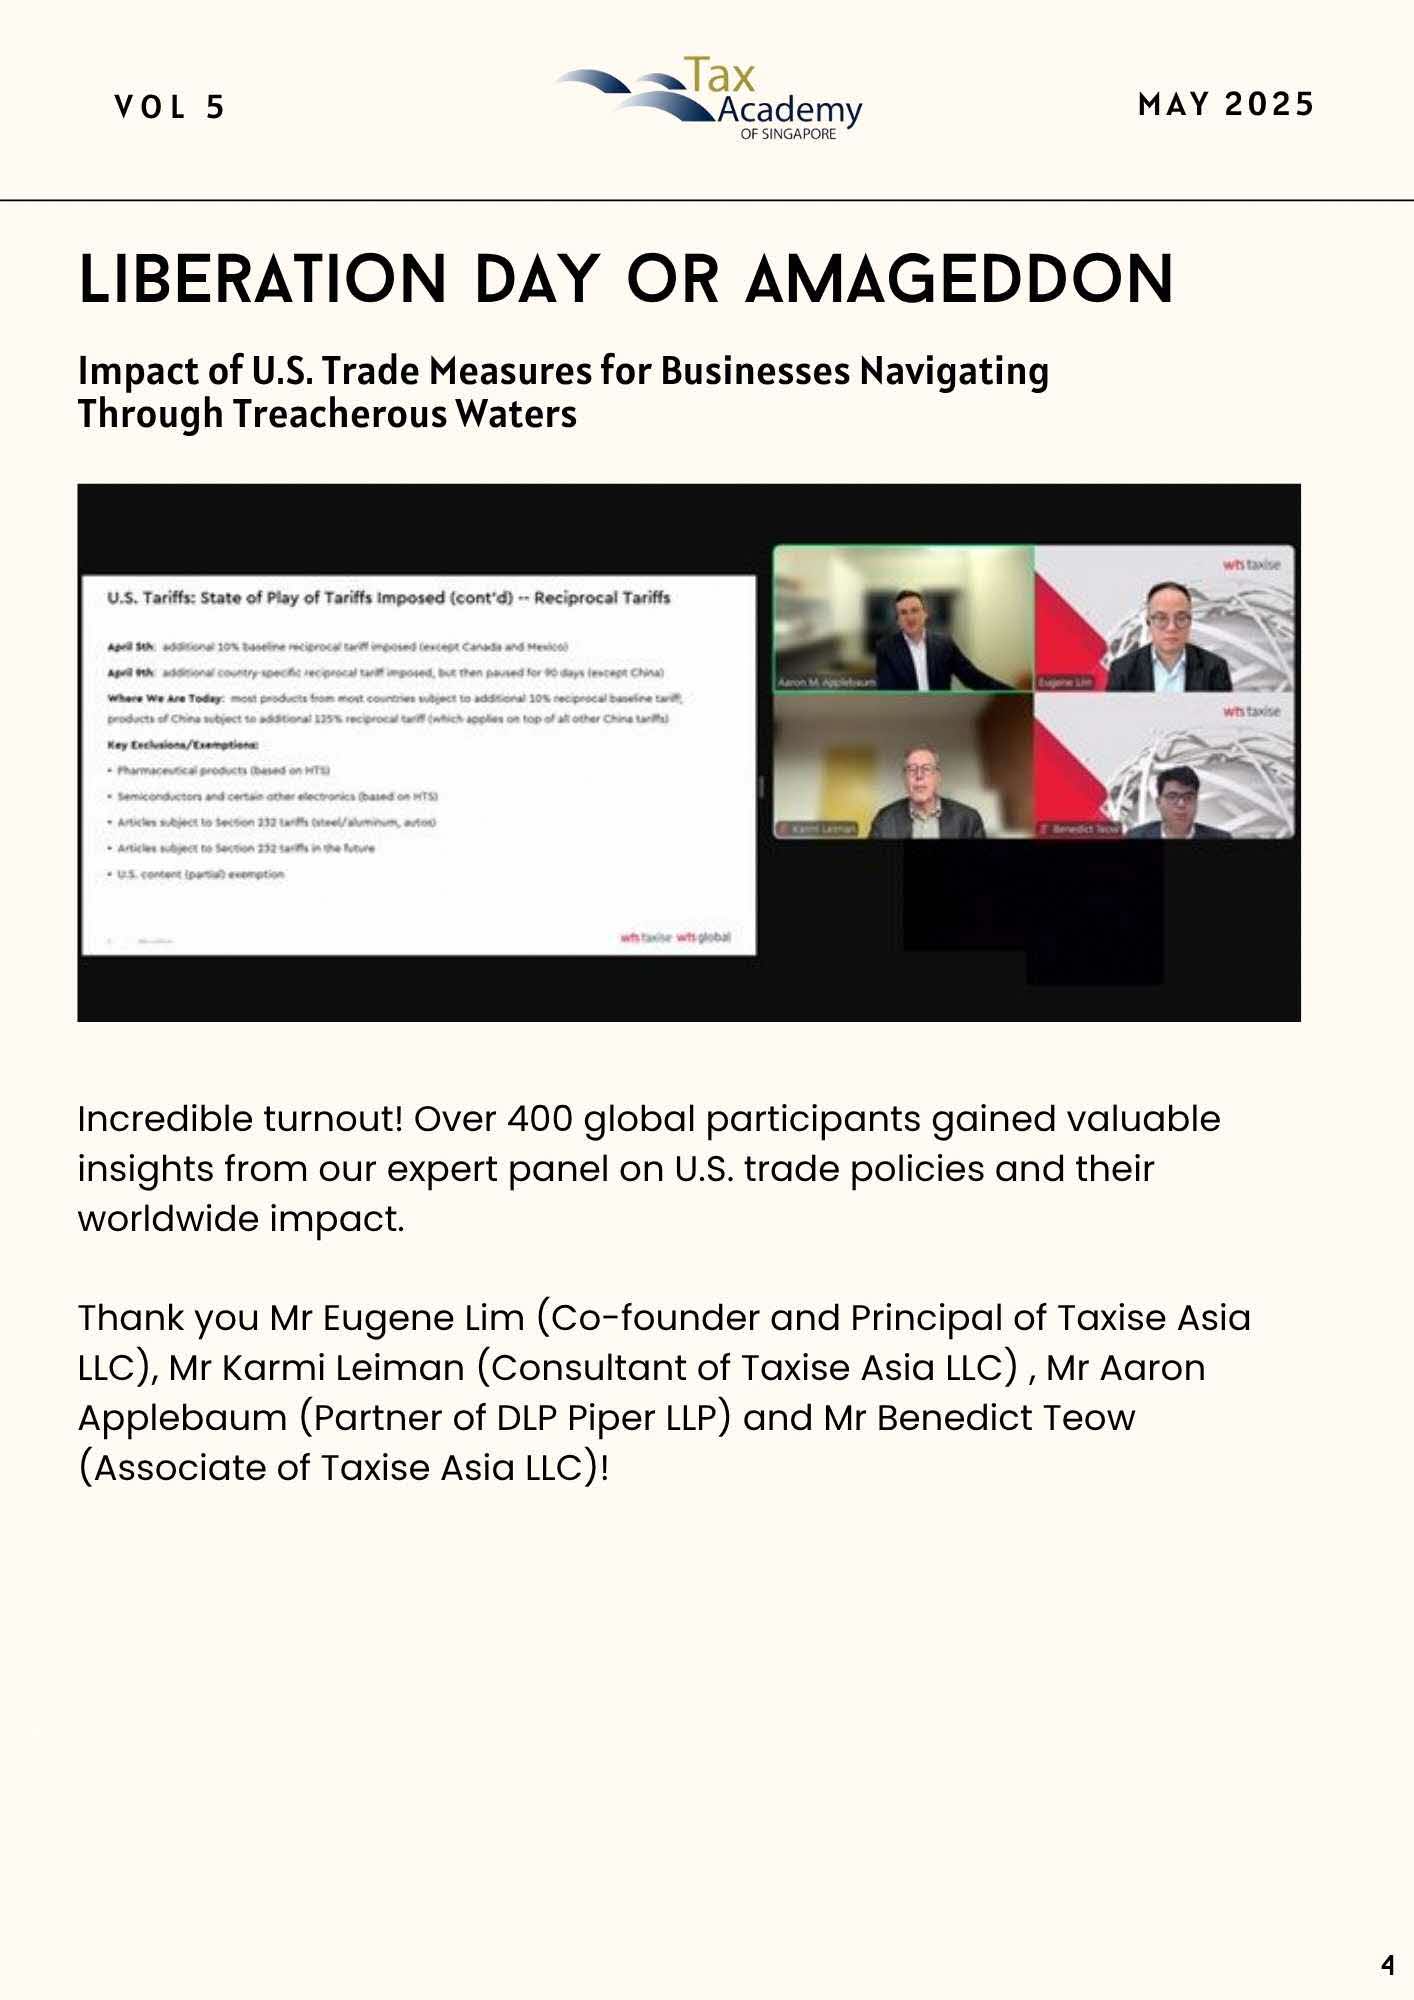 VOL 5
Tax
Academy
OF SINGAPORE
MAY 2025
LIBERATION DAY OR AMAGEDDON
Impact of U.S. Trade Measures for Businesses Navigating
Through Treacherous Waters
U.S. Tariffs: State of Play of Tariffs Imposed (cont'd) -- Reciprocal Tariffs
April 5th: additional 10% baseline reciprocal tariff imposed (except Canada and Mexico)
April 9th: additional country-specific reciprocal tariff imposed, but then paused for 90 days (except China)
Where We Are Today: most products from most countries subject to additional 10% reciprocal baseline tariff;
products of China subject to additional 125% reciprocal tariff (which applies on top of all other China tariffs)
Key Exclusions/Exemptions:
• Pharmaceutical products (based on HTS)
• Semiconductors and certain other electronics (based on HTS)
• Articles subject to Section 232 tariffs (steel/aluminum, autos)
• Articles subject to Section 232 tariffs in the future
• U.S. content (partial) exemption
wts taxise wts global
Aaron M. Applebaum
wts taxise
Eugene Lim
Karmi Leiman
wts taxise
Benedict Teow
Incredible turnout! Over 400 global participants gained valuable
insights from our expert panel on U.S. trade policies and their
worldwide impact.
Thank you Mr Eugene Lim (Co-founder and Principal of Taxise Asia
LLC), Mr Karmi Leiman (Consultant of Taxise Asia LLC) , Mr Aaron
Applebaum (Partner of DLP Piper LLP) and Mr Benedict Teow
(Associate of Taxise Asia LLC)!
4